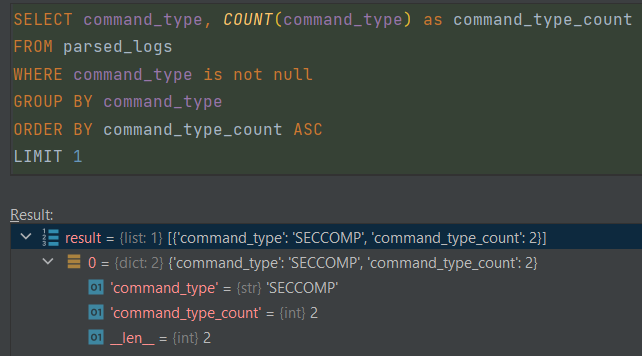 SELECT command_type, COUNT(command_type) as command_type_count
FROM parsed_logs
WHERE command_type is not null
GROUP BY command_type
ORDER BY command_type_count ASC
LIMIT 1
Result:
result = {list: 1} [{'command_type': 'SECCOMP', 'command_type_count': 2}]
0 = {dict: 2} {'command_type': 'SECCOMP', 'command_type_count': 2}
01 'command_type' = {str} 'SECCOMP'
01 'command_type_count' = {int} 2
01 __len__ = {int} 2